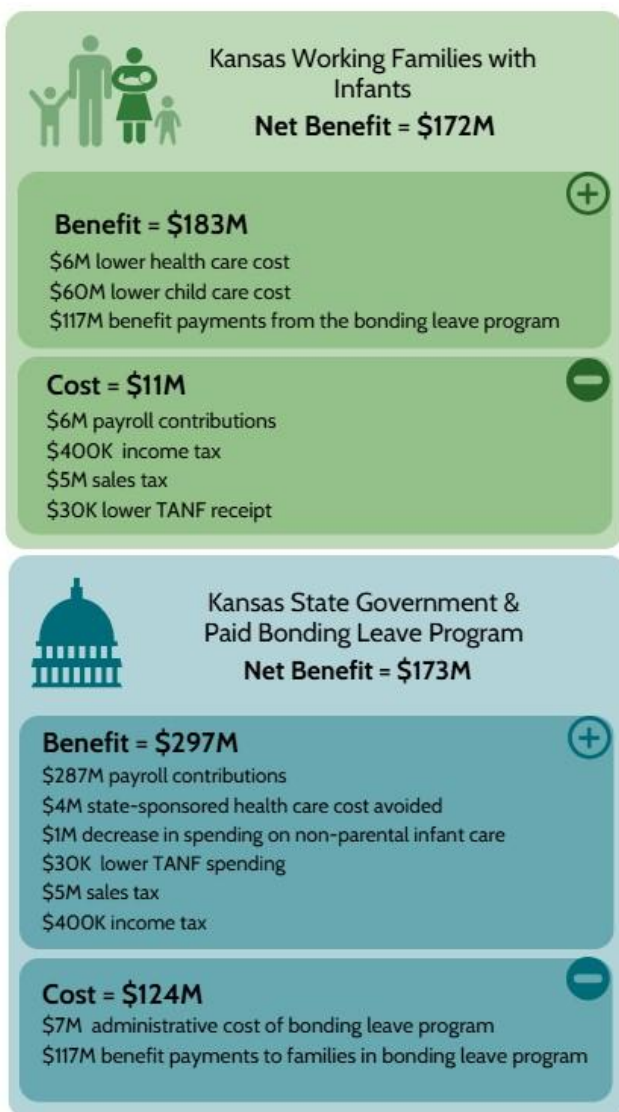 Kansas Working Families with
Infants
Net Benefit = $172M
Benefit = $183M
$6M lower health care cost
$60M lower child care cost
$117M benefit payments from the bonding leave program
Cost = $11M
$6M payroll contributions
$400K income tax
$5M sales tax
$30K lower TANF receipt
Kansas State Government &
Paid Bonding Leave Program
Net Benefit = $173M
Benefit = $297M
$287M payroll contributions
$4M state-sponsored health care cost avoided
$1M decrease in spending on non-parental infant care
$30K lower TANF spending
$5M sales tax
$400K income tax
Cost = $124M
$7M administrative cost of bonding leave program
$117M benefit payments to families in bonding leave program